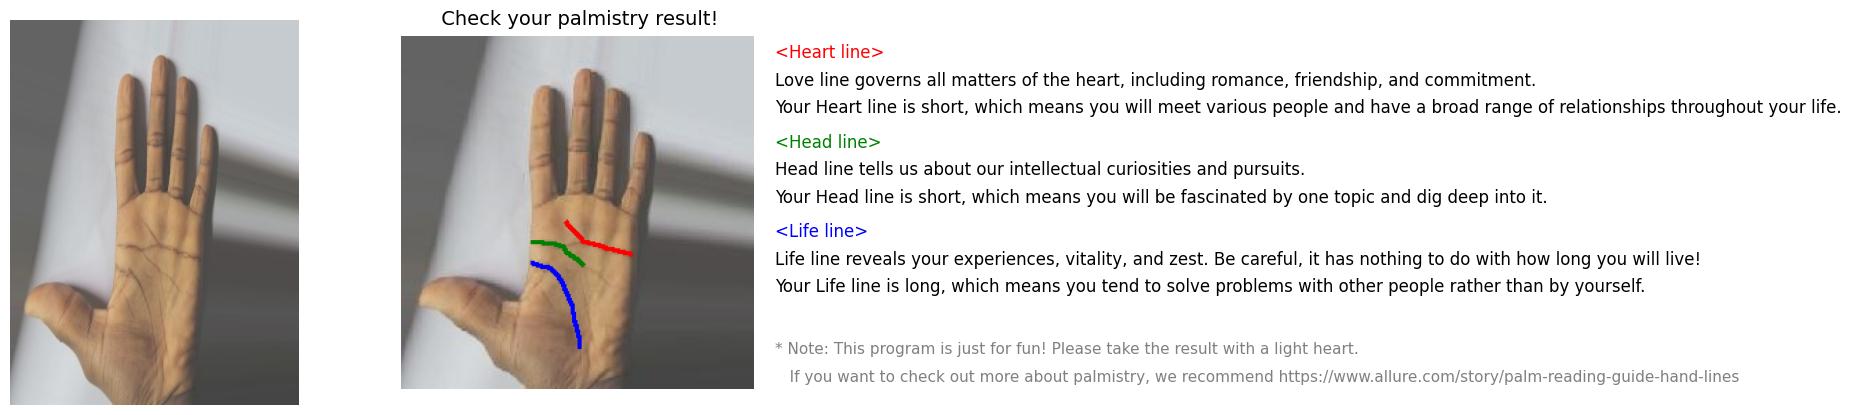 Check your palmistry result!
<Heart line>
Love line governs all matters of the heart, including romance, friendship, and commitment.
Your Heart line is short, which means you will meet various people and have a broad range of relationships throughout your life.
<Head line>
Head line tells us about our intellectual curiosities and pursuits.
Your Head line is short, which means you will be fascinated by one topic and dig deep into it.
<Life line>
Life line reveals your experiences, vitality, and zest. Be careful, it has nothing to do with how long you will live!
Your Life line is long, which means you tend to solve problems with other people rather than by yourself.
* Note: This program is just for fun! Please take the result with a light heart.
If you want to check out more about palmistry, we recommend https://www.allure.com/story/palm-reading-guide-hand-lines